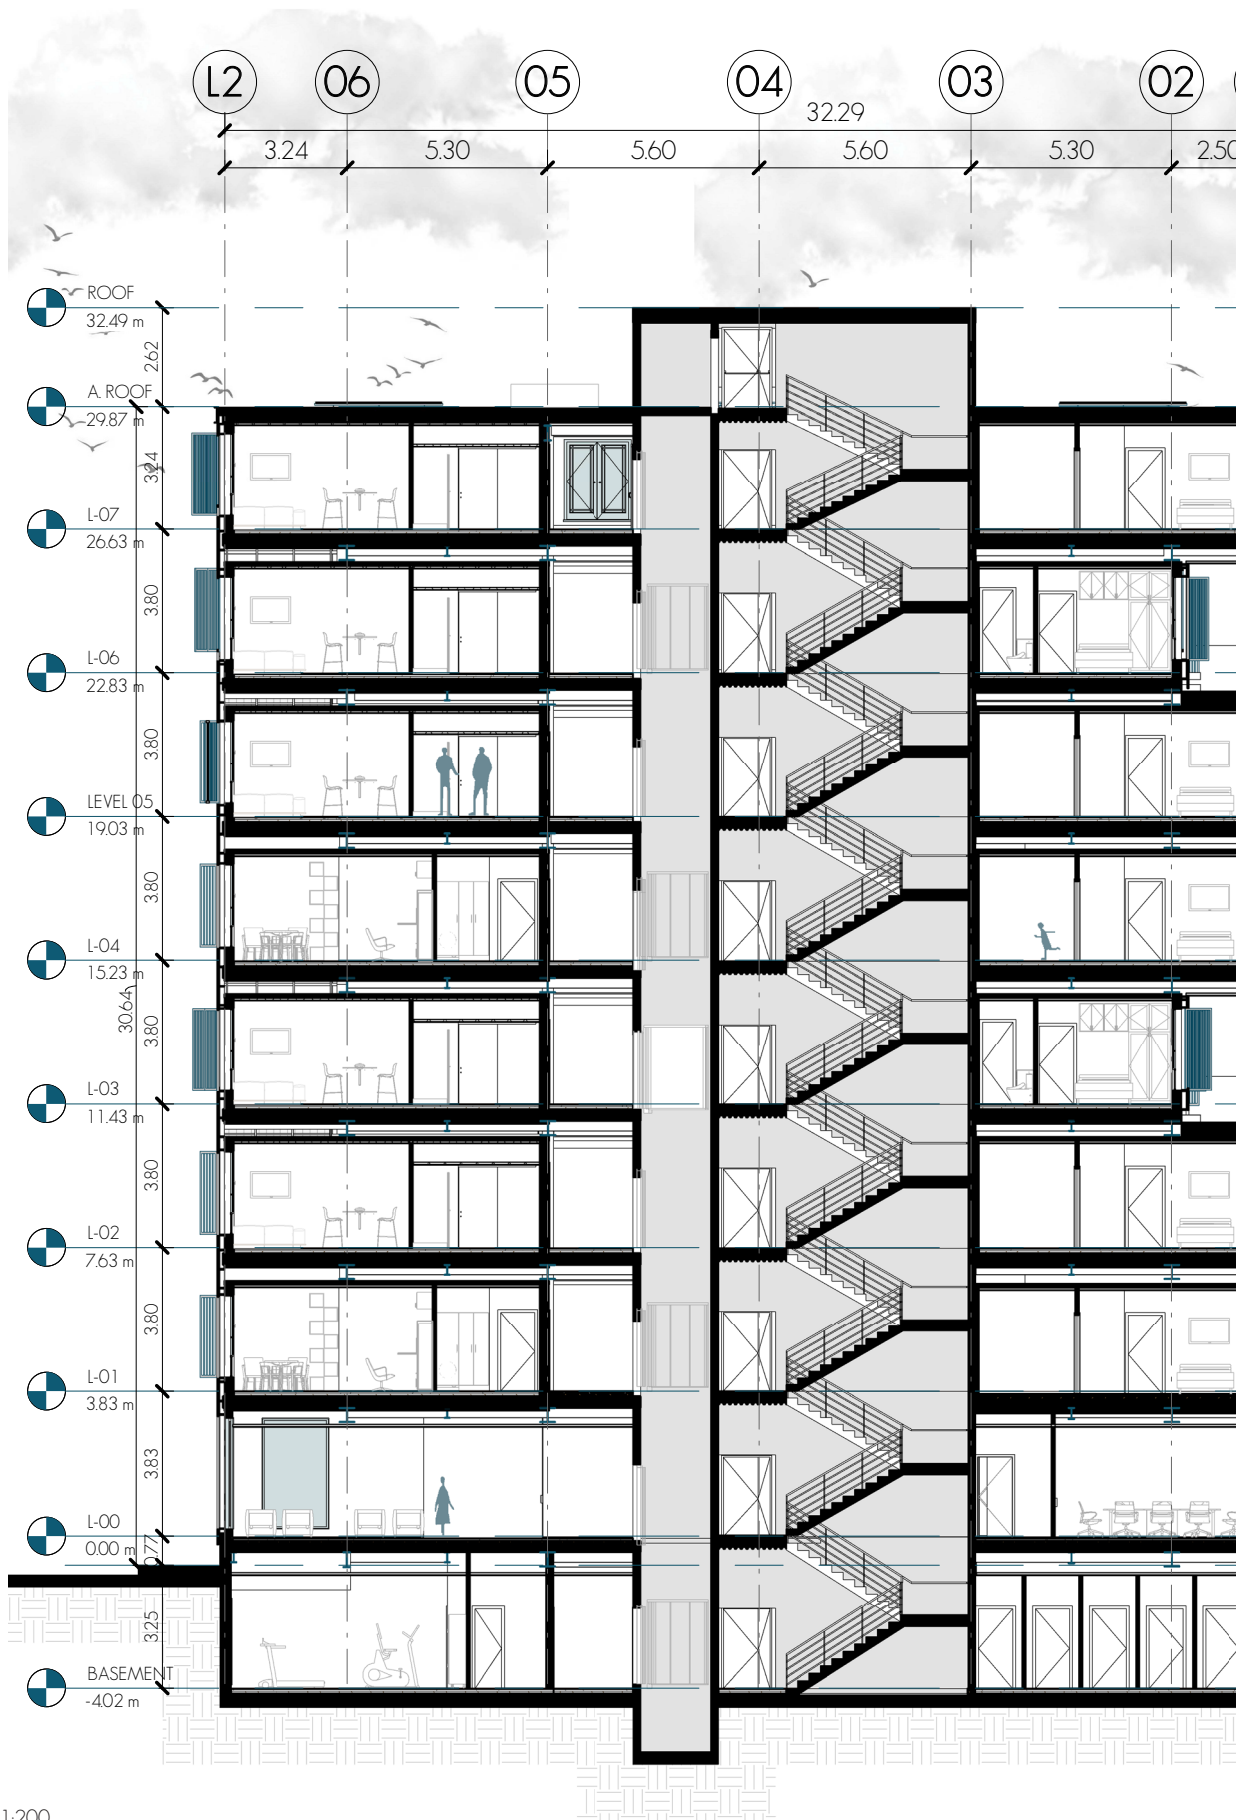 L2 06 05 04 03 02
32.29
3.24 5.30 5.60 5.60 5.30 2.50
ROOF
32.49 m
2.62
A. ROOF
29.87 m
3.24
L-07
26.63 m
3.80
L-06
22.83 m
3.80
LEVEL 05
19.03 m
3.80
L-04
15.23 m
30.64
3.80
L-03
11.43 m
3.80
L-02
7.63 m
3.80
L-01
3.83 m
3.83
L-00
0.00 m
0.77
3.25
BASEMENT
-4.02 m
1:200